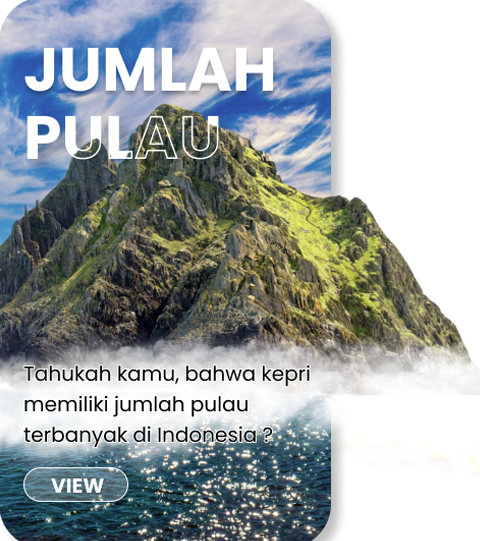 JUMLAH
PULAU
Tahukah kamu, bahwa kepri
memiliki jumlah pulau
terbanyak di Indonesia ?
VIEW